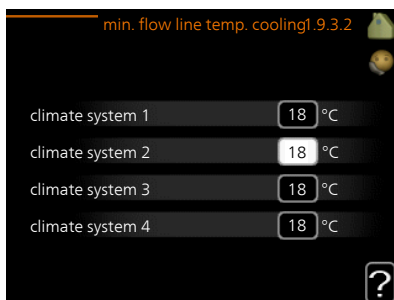 min. flow line temp. cooling1.9.3.2
climate system 1 18 °C
climate system 2 18 °C
climate system 3 18 °C
climate system 4 18 °C
?